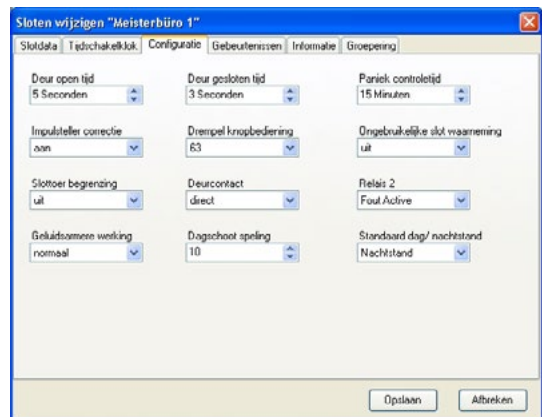 Sloten wijzigen "Meisterbüro 1"
Slotdata Tijdschakelklok Configuratie Gebeurtenissen Informatie Groepering
Deur open tijd Deur gesloten tijd Paniek controletijd
5 Seconden 3 Seconden 15 Minuten
Impulsteller correctie Drempel knopbediening Ongebruikelijke slot waarneming
aan 63 uit
Slottoer begrenzing Deurcontact Relais 2
uit direct Fout Active
Geluidsarmere werking Dagschoot speling Standaard dag/ nachtstand
normaal 10 Nachtstand
Opslaan Afbreken